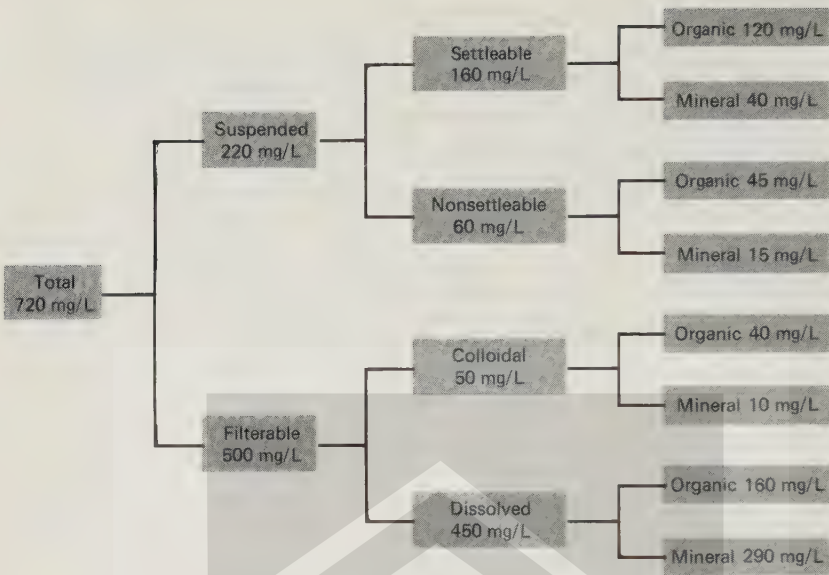 Total
720 mg/L
Suspended
220 mg/L
Filterable
500 mg/L
Settleable
160 mg/L
Nonsettleable
60 mg/L
Colloidal
50 mg/L
Dissolved
450 mg/L
Organic 120 mg/L
Mineral 40 mg/L
Organic 45 mg/L
Mineral 15 mg/L
Organic 40 mg/L
Mineral 10 mg/L
Organic 160 mg/L
Mineral 290 mg/L